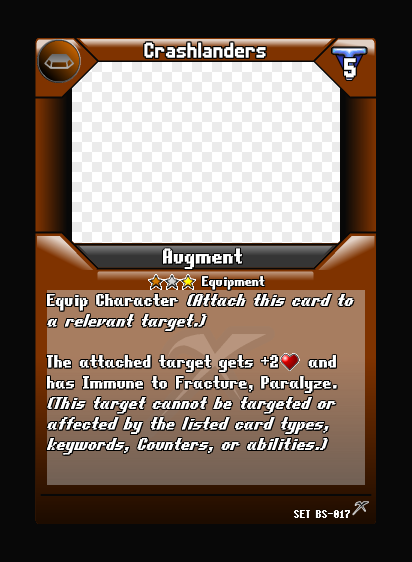 Crashlanders
5
Augment
Equipment
Equip Character (Attach this card to
a relevant target.)
The attached target gets +2 and
has Immune to Fracture, Paralyze.
(This target cannot be targeted or
affected by the listed card types,
keywords, Counters, or abilities.)
SET BS-017